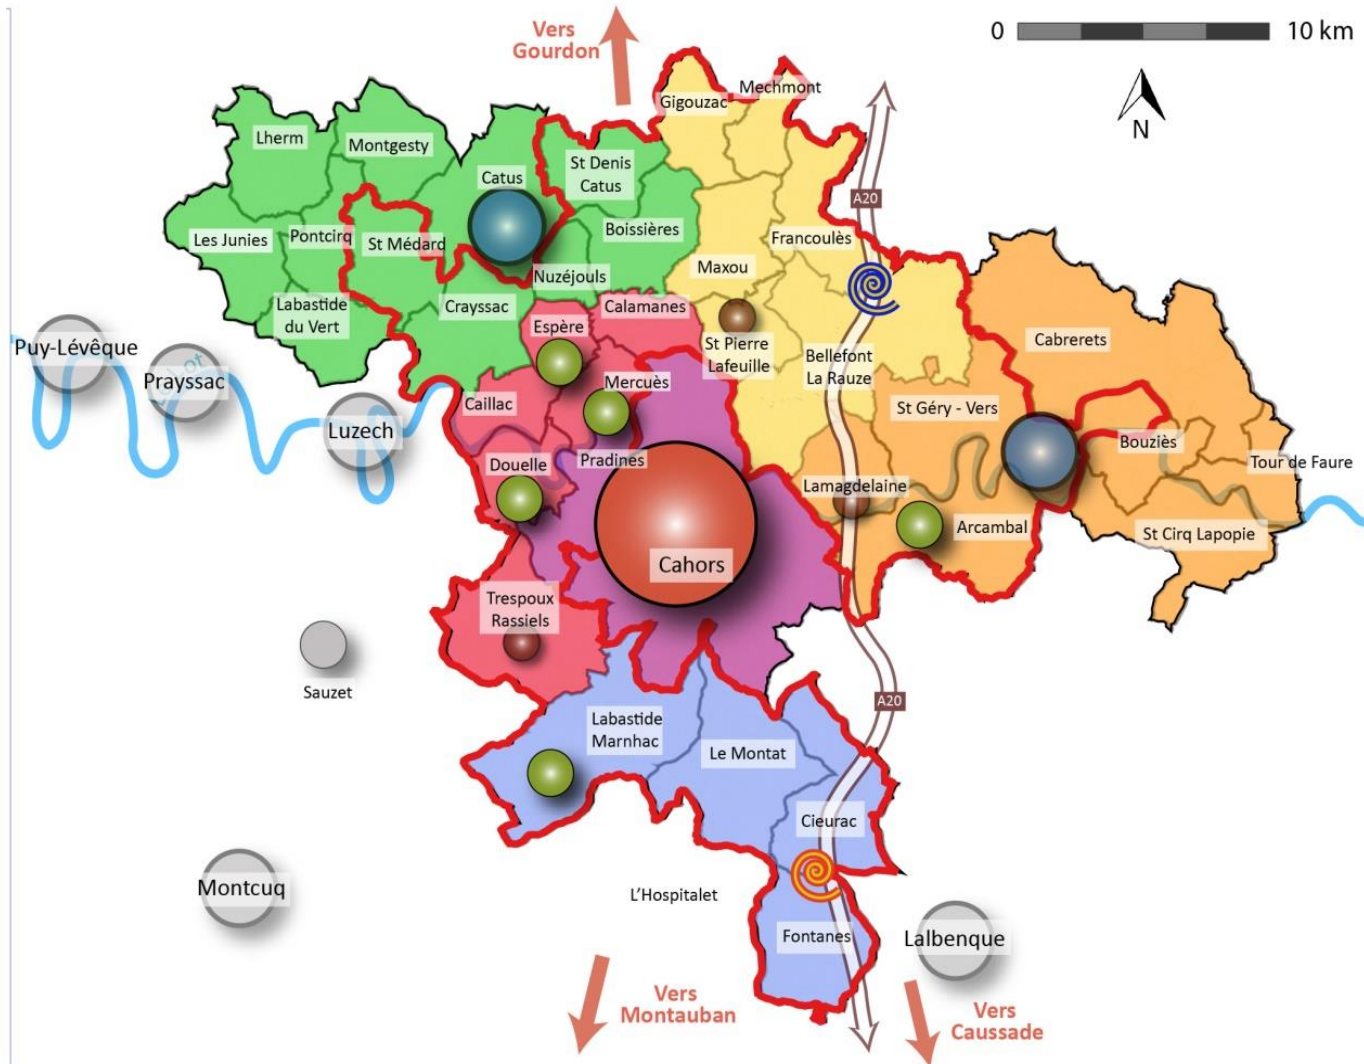 Vers
Gourdon
0
10 km
N
Mechmont
Gigouzac
Lherm
Montgesty
St Denis
Catus
Catus
A20
Les Junies
Pontcirq
St Médard
Boissières
Francoulès
Maxou
Nuzéjouls
Labastide
du Vert
Crayssac
Calamanes
Espère
St Pierre
Lafeuille
Bellefont
La Rauze
Cabrerets
Puy-Lévêque
Prayssac
Lot
Mercuès
Caillac
St Géry - Vers
Luzech
Bouziès
Douelle
Pradines
Tour de Faure
Lamagdelaine
Arcambal
St Cirq Lapopie
Cahors
Trespoux
Rassiels
Sauzet
A20
Labastide
Marnhac
Le Montat
Cieurac
Montcuq
L'Hospitalet
Fontanes
Lalbenque
Vers
Montauban
Vers
Caussade